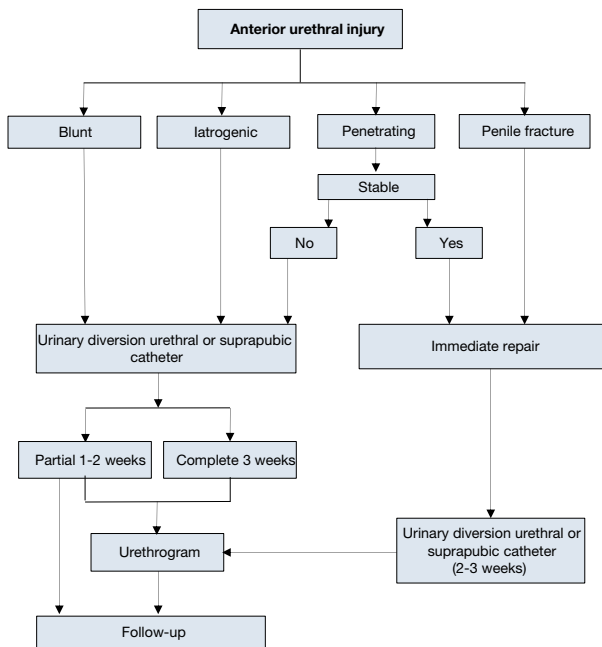 Anterior urethral injury
Blunt
Iatrogenic
Penetrating
Penile fracture
Stable
No
Yes
Urinary diversion urethral or suprapubic
catheter
Immediate repair
Partial 1-2 weeks
Complete 3 weeks
Urethrogram
Urinary diversion urethral or
suprapubic catheter
(2-3 weeks)
Follow-up